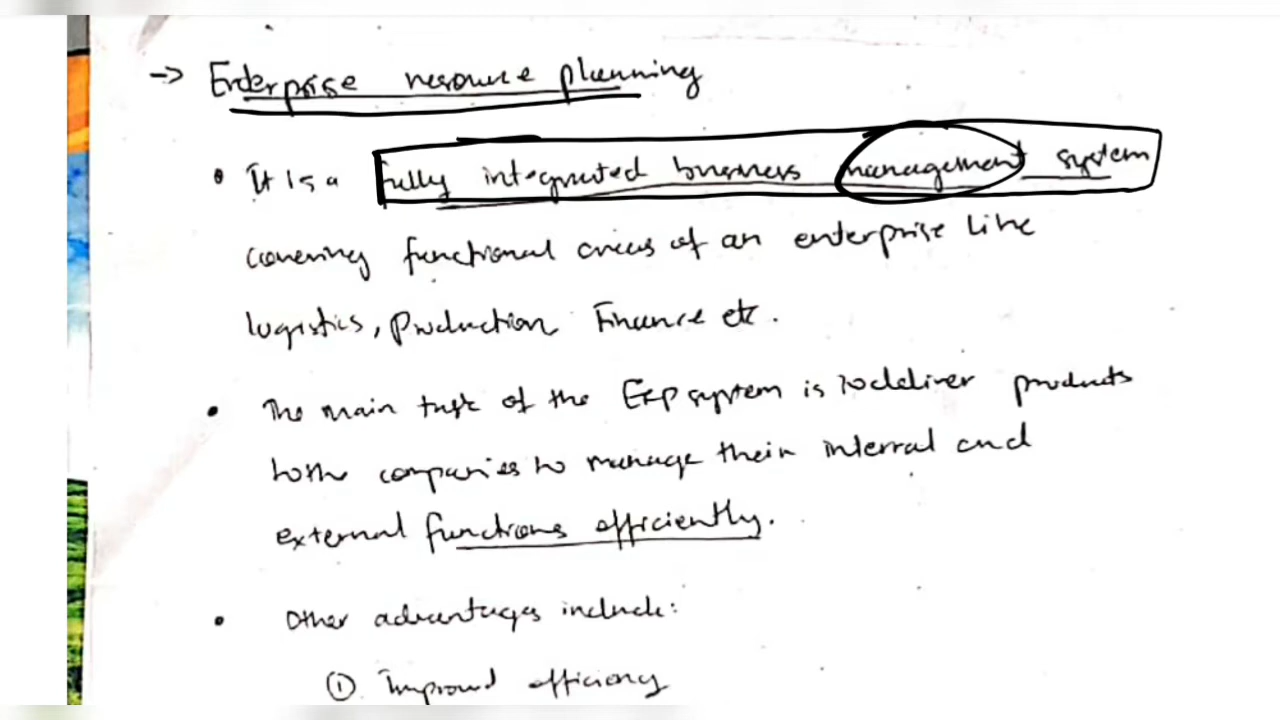 → Enterprise resource planning
• It is a fully integrated business management system
covering functional areas of an enterprise like
logistics, production Finance etc.
• The main task of the ERP system is to deliver products
to the companies to manage their internal and
external functions efficiently.
• Other advantages include:
① Improved efficiency